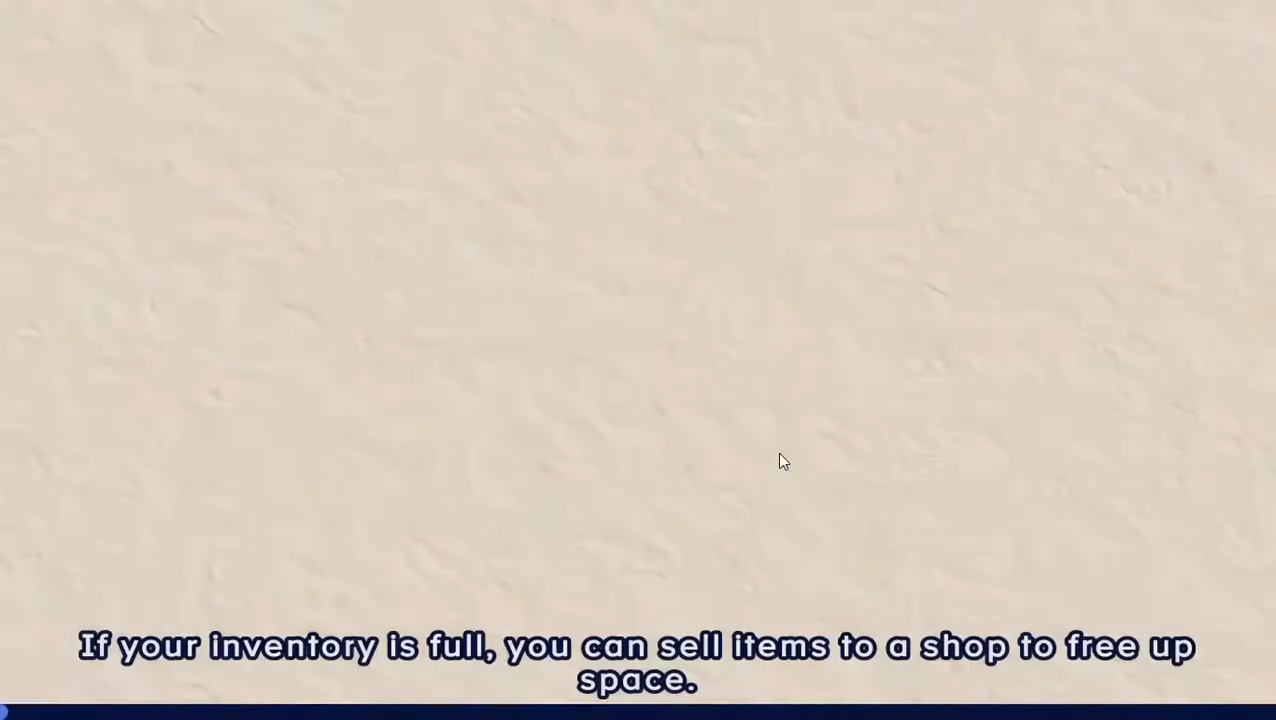 If your inventory is full, you can sell items to a shop to free up
space.